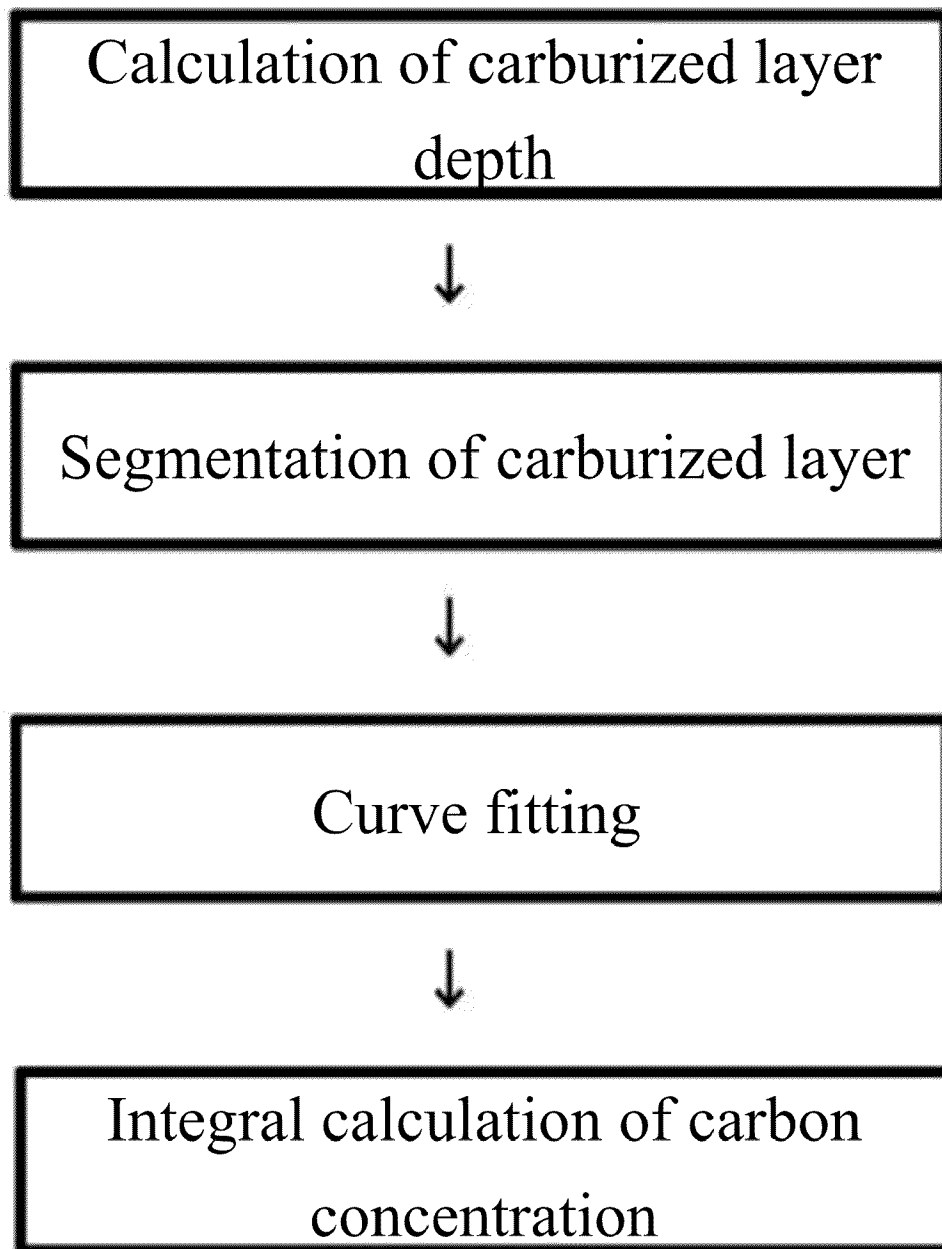 Calculation of carburized layer
depth
Segmentation of carburized layer
Curve fitting
Integral calculation of carbon
concentration